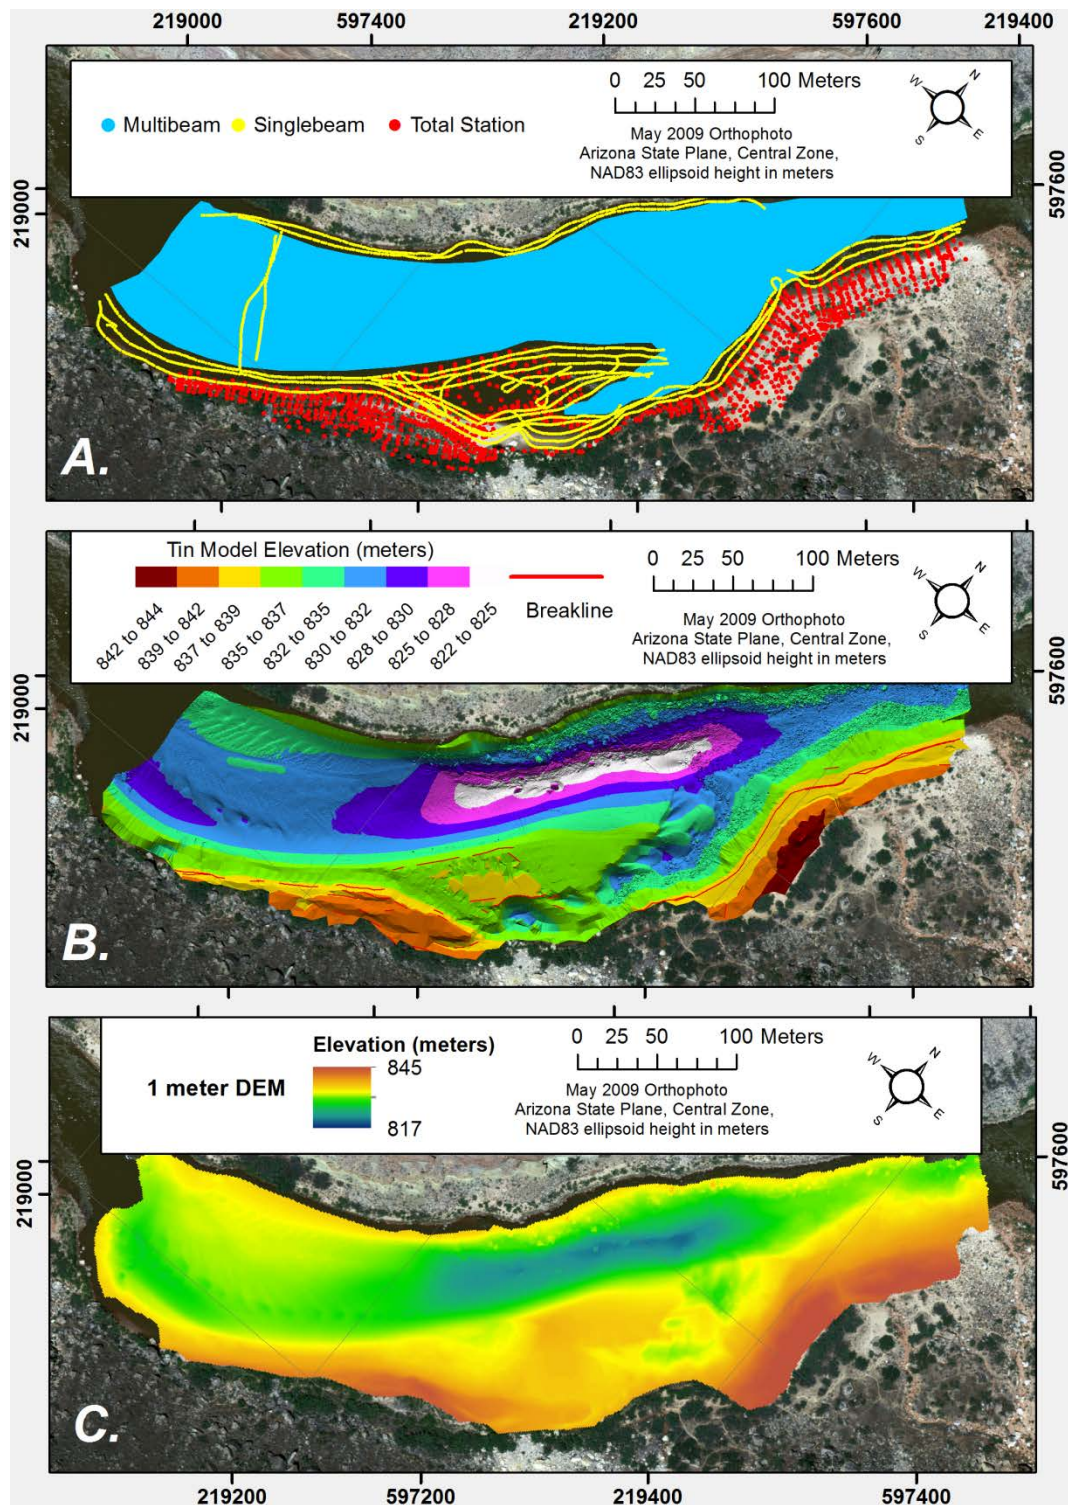 219000 597400 219200 597600 219400
0 25 50 100 Meters
Multibeam Singlebeam Total Station
May 2009 Orthophoto
Arizona State Plane, Central Zone,
NAD83 ellipsoid height in meters
W N
S E
219000
597600
A.
Tin Model Elevation (meters)
842 to 844
839 to 842
837 to 839
835 to 837
832 to 835
830 to 832
828 to 830
825 to 828
822 to 825
Breakline
0 25 50 100 Meters
May 2009 Orthophoto
Arizona State Plane, Central Zone,
NAD83 ellipsoid height in meters
W N
S E
219000
597600
B.
1 meter DEM
Elevation (meters)
845
817
0 25 50 100 Meters
May 2009 Orthophoto
Arizona State Plane, Central Zone,
NAD83 ellipsoid height in meters
W N
S E
219000
597600
C.
219200 597200 219400 597400